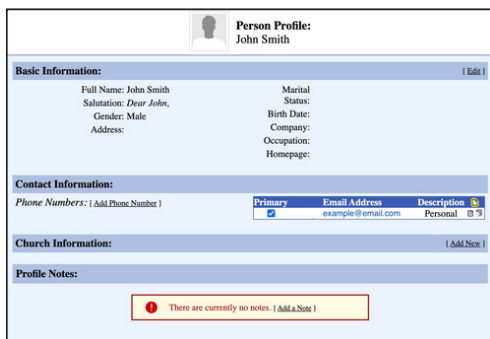 Person Profile:
John Smith
Basic Information:
[ Edit ]
Full Name: John Smith
Salutation: Dear John,
Gender: Male
Address:
Marital
Status:
Birth Date:
Company:
Occupation:
Homepage:
Contact Information:
Phone Numbers: [ Add Phone Number ]
Primary Email Address Description
example@email.com Personal
Church Information:
[ Add New ]
Profile Notes:
There are currently no notes. [ Add a Note ]